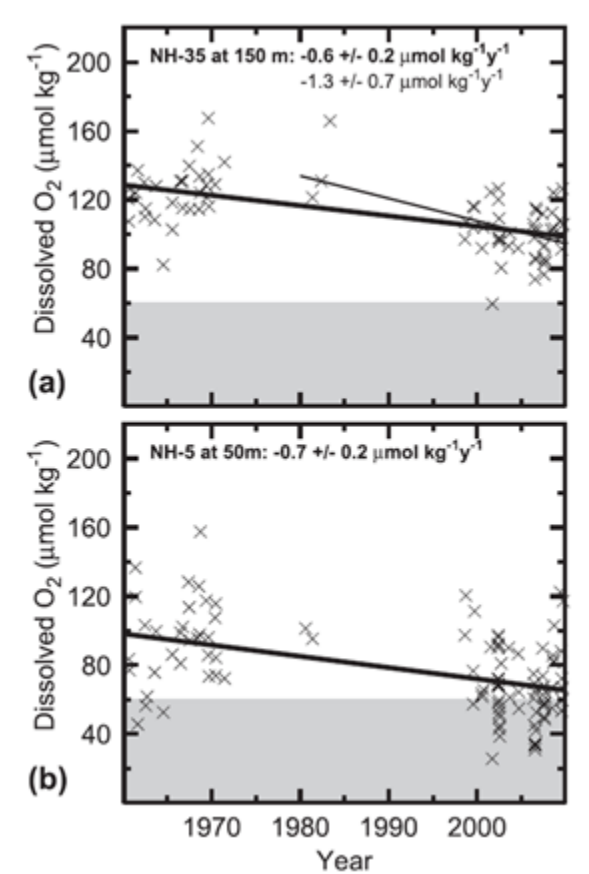 NH-35 at 150 m: -0.6 +/- 0.2 μmol kg⁻¹y⁻¹
-1.3 +/- 0.7 μmol kg⁻¹y⁻¹
200
160
120
80
40
Dissolved O₂ (μmol kg⁻¹)
(a)
NH-5 at 50m: -0.7 +/- 0.2 μmol kg⁻¹y⁻¹
200
160
120
80
40
Dissolved O₂ (μmol kg⁻¹)
(b)
1970 1980 1990 2000
Year